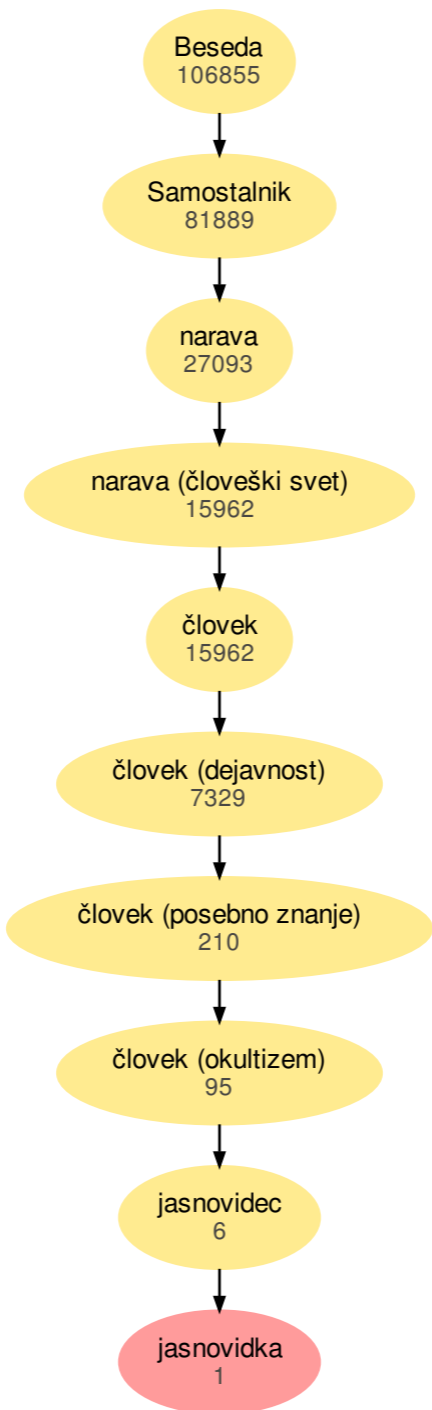 Beseda
106855
Samostalnik
81889
narava
27093
narava (človeški svet)
15962
človek
15962
človek (dejavnost)
7329
človek (posebno znanje)
210
človek (okultizem)
95
jasnovidec
6
jasnovidka
1